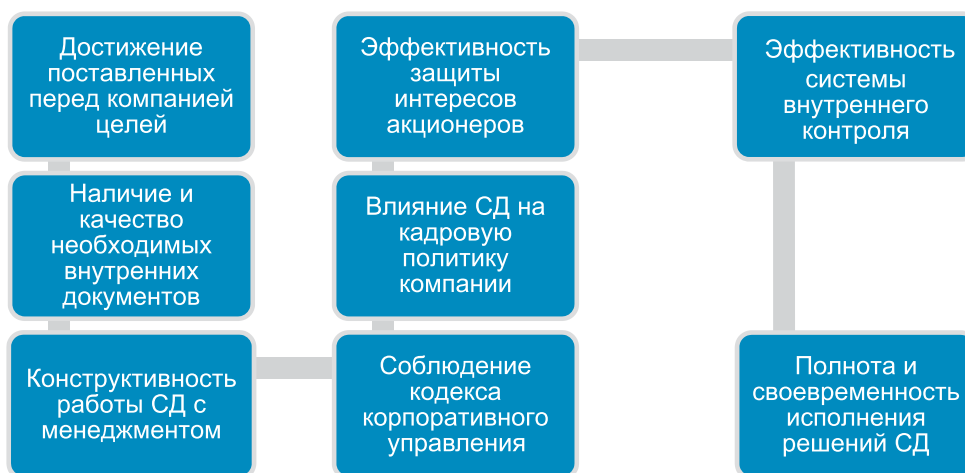 Достижение
поставленных
перед компанией
целей
Наличие и
качество
необходимых
внутренних
документов
Конструктивность
работы СД с
менеджментом
Соблюдение
кодекса
корпоративного
управления
Влияние СД на
кадровую
политику
компании
Эффективность
защиты
интересов
акционеров
Эффективность
системы
внутреннего
контроля
Полнота и
своевременность
исполнения
решений СД